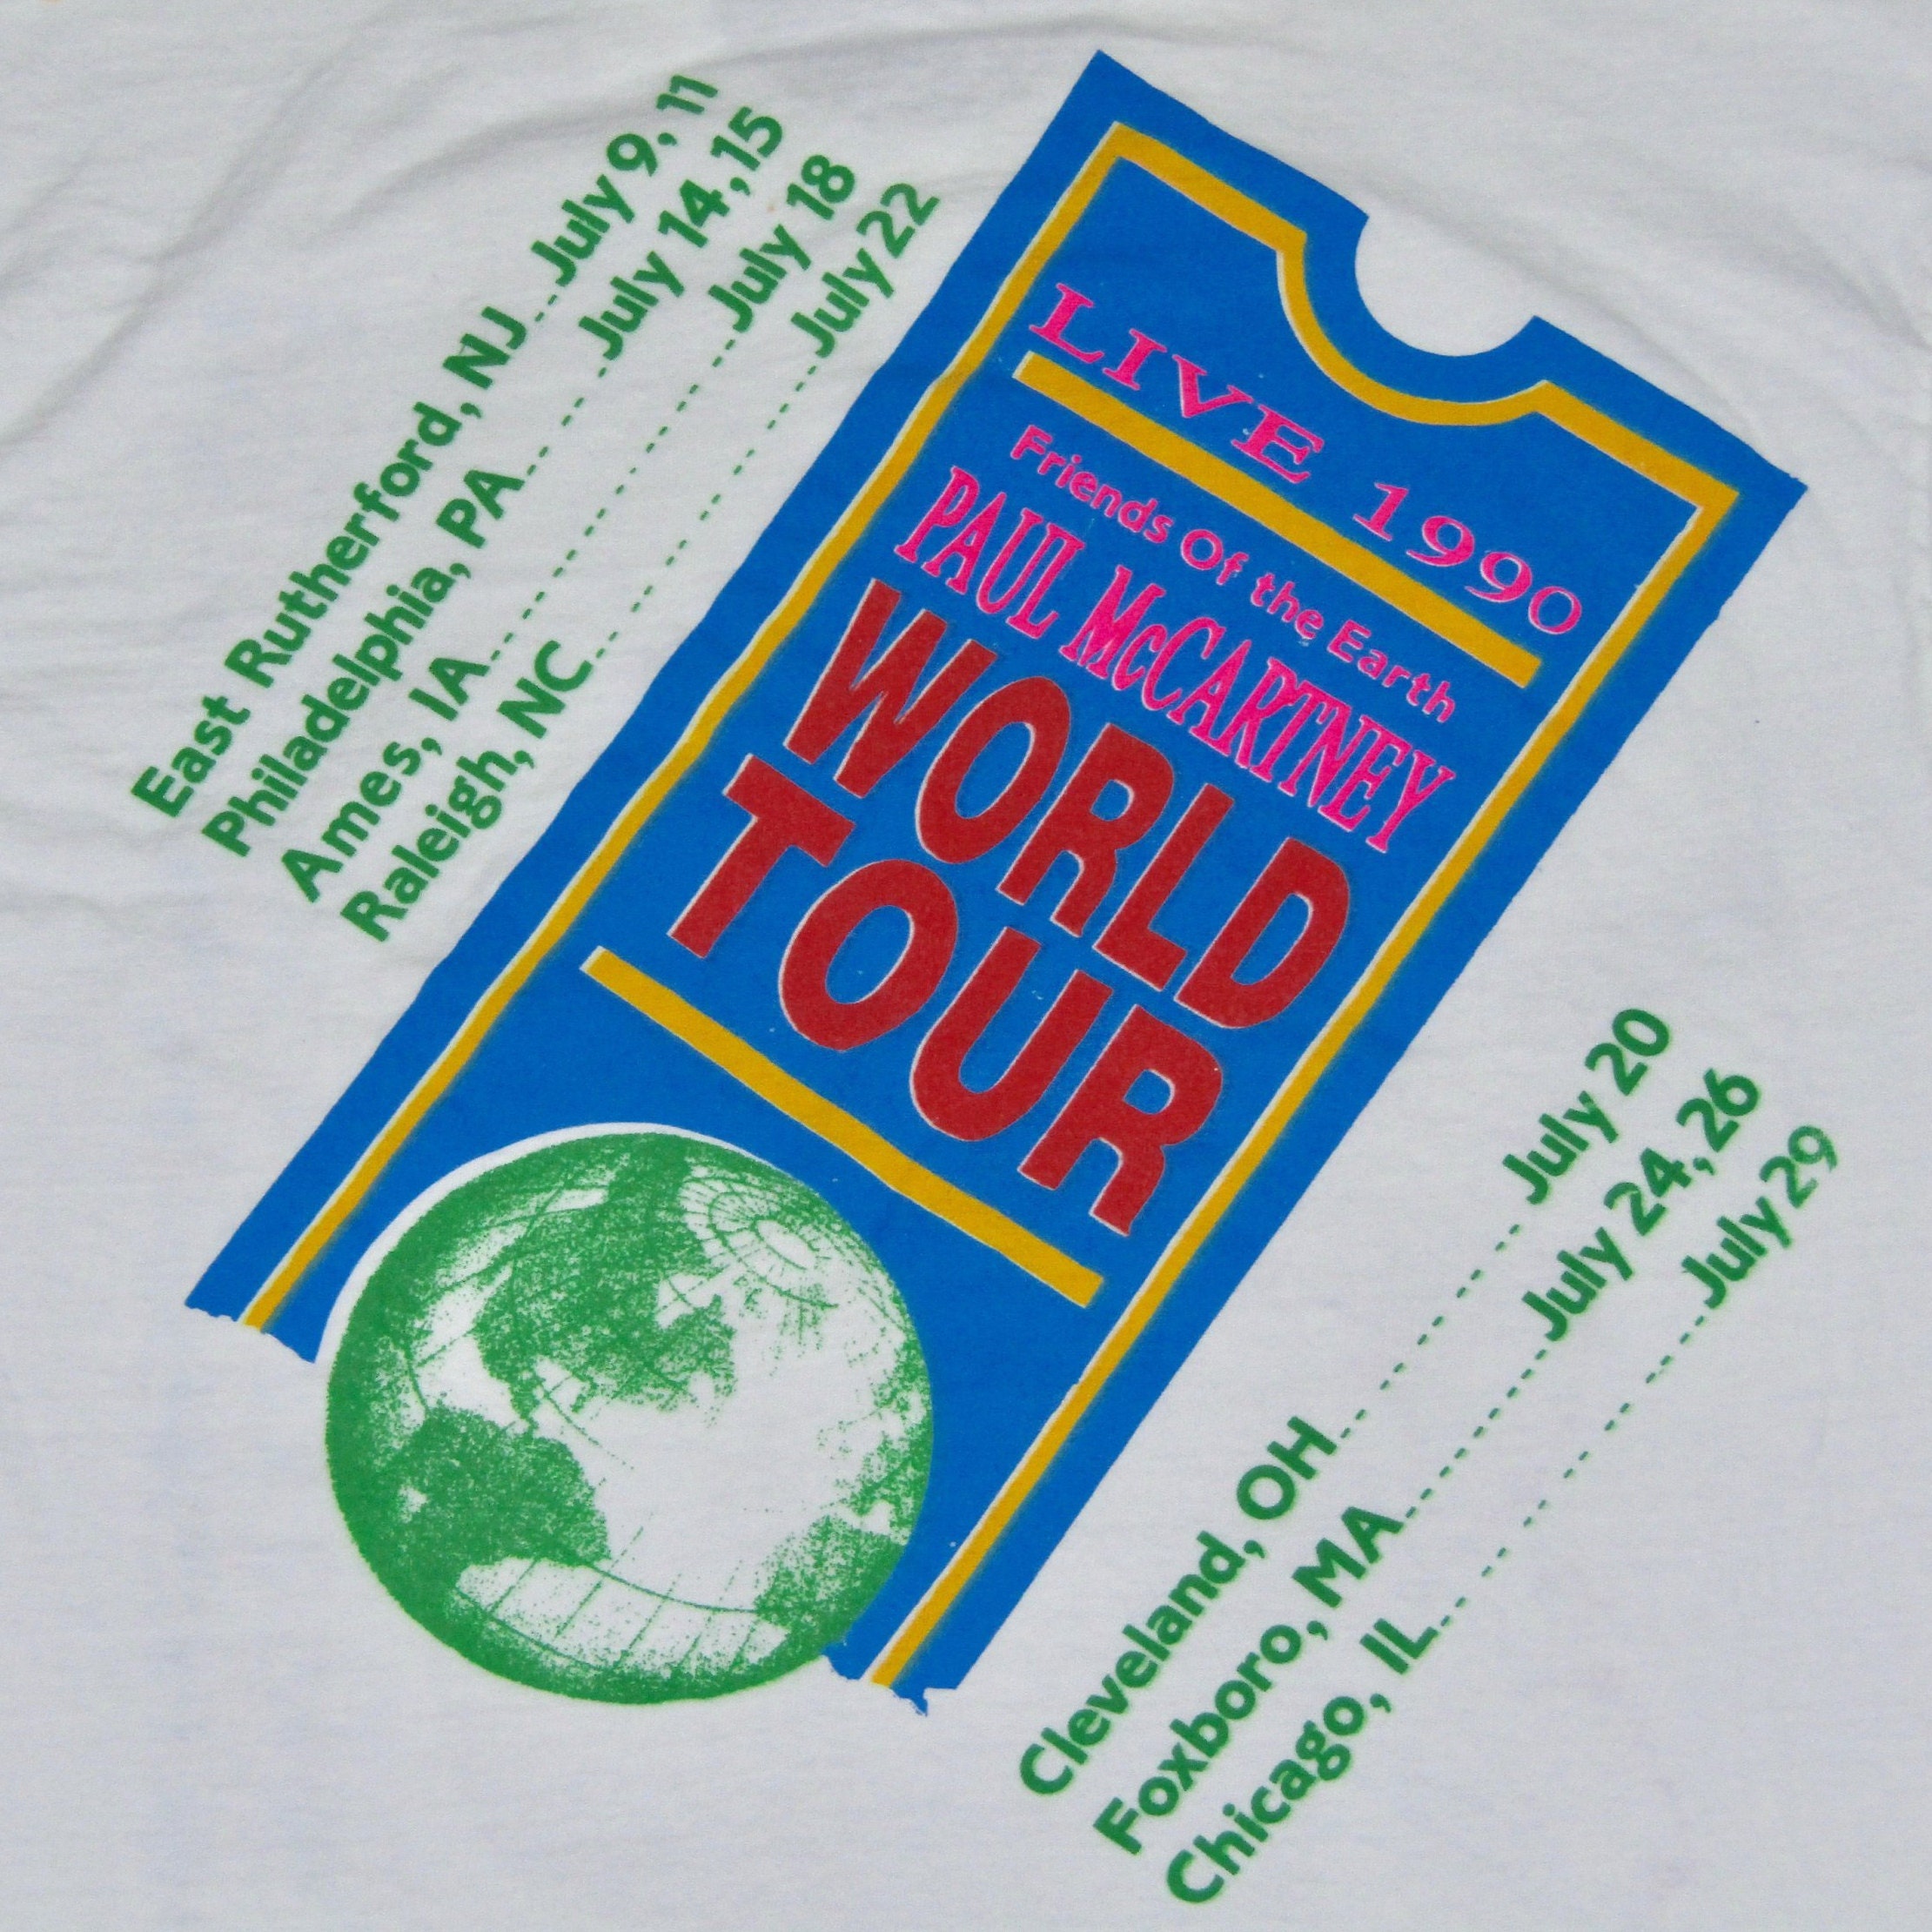 East Rutherford, NJ...July 9, 11
Philadelphia, PA.......July 14,15
Ames, IA......................July 18
Raleigh, NC.................July 22
LIVE 1990
Friends Of the Earth
PAUL McCARTNEY
WORLD
TOUR
Cleveland, OH.............July 20
Foxboro, MA...........July 24,26
Chicago, IL..................July 29